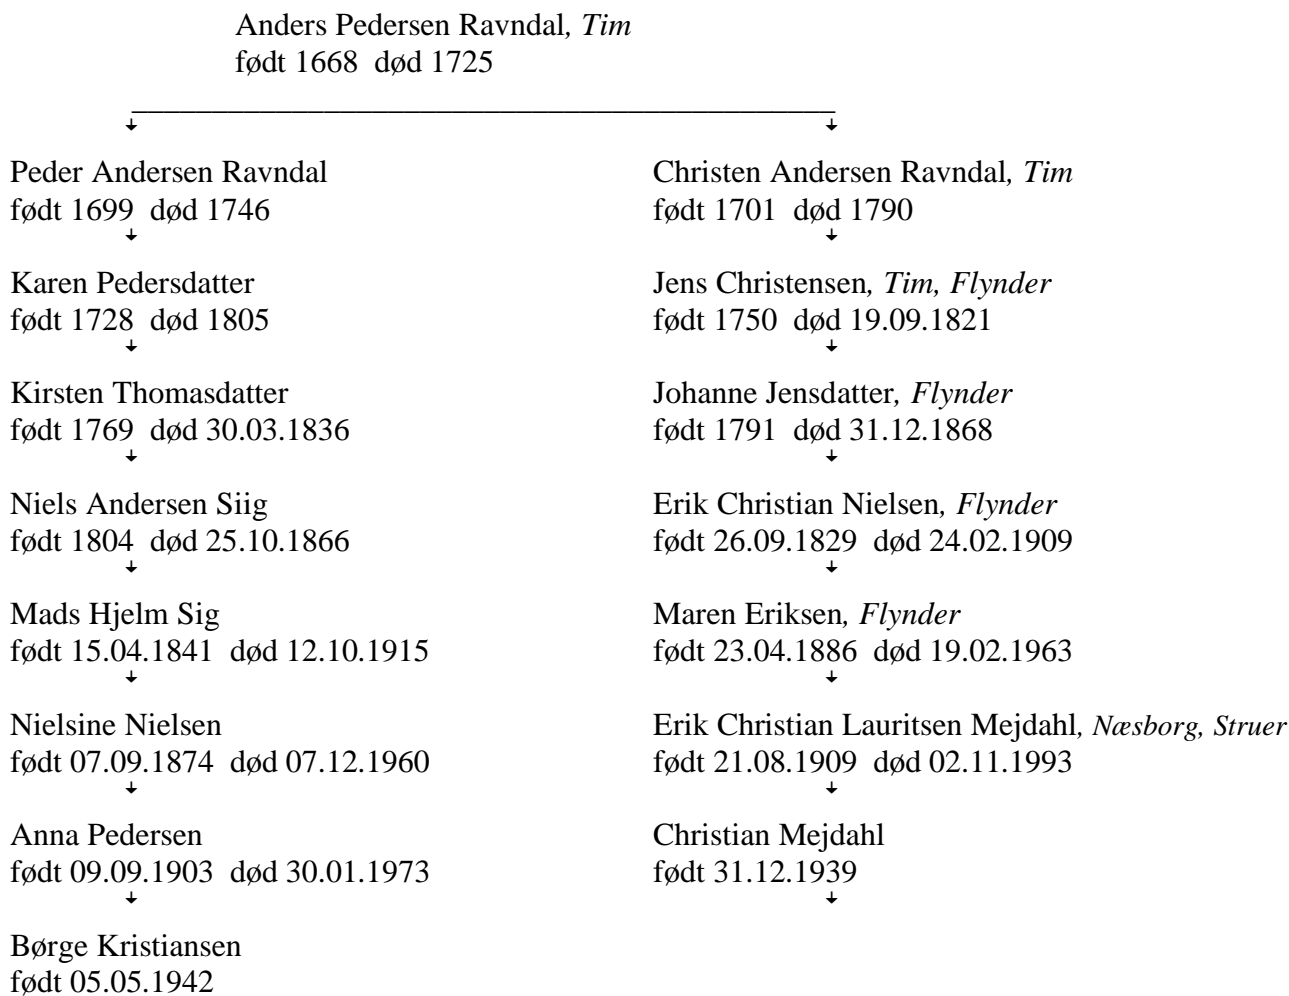 Anders Pedersen Ravndal, Tim
født 1668 død 1725
Peder Andersen Ravndal
født 1699 død 1746
Karen Pedersdatter
født 1728 død 1805
Kirsten Thomasdatter
født 1769 død 30.03.1836
Niels Andersen Siig
født 1804 død 25.10.1866
Mads Hjelm Sig
født 15.04.1841 død 12.10.1915
Nielsine Nielsen
født 07.09.1874 død 07.12.1960
Anna Pedersen
født 09.09.1903 død 30.01.1973
Børge Kristiansen
født 05.05.1942
Christen Andersen Ravndal, Tim
født 1701 død 1790
Jens Christensen, Tim, Flynder
født 1750 død 19.09.1821
Johanne Jensdatter, Flynder
født 1791 død 31.12.1868
Erik Christian Nielsen, Flynder
født 26.09.1829 død 24.02.1909
Maren Eriksen, Flynder
født 23.04.1886 død 19.02.1963
Erik Christian Lauritsen Mejdahl, Næsborg, Struer
født 21.08.1909 død 02.11.1993
Christian Mejdahl
født 31.12.1939